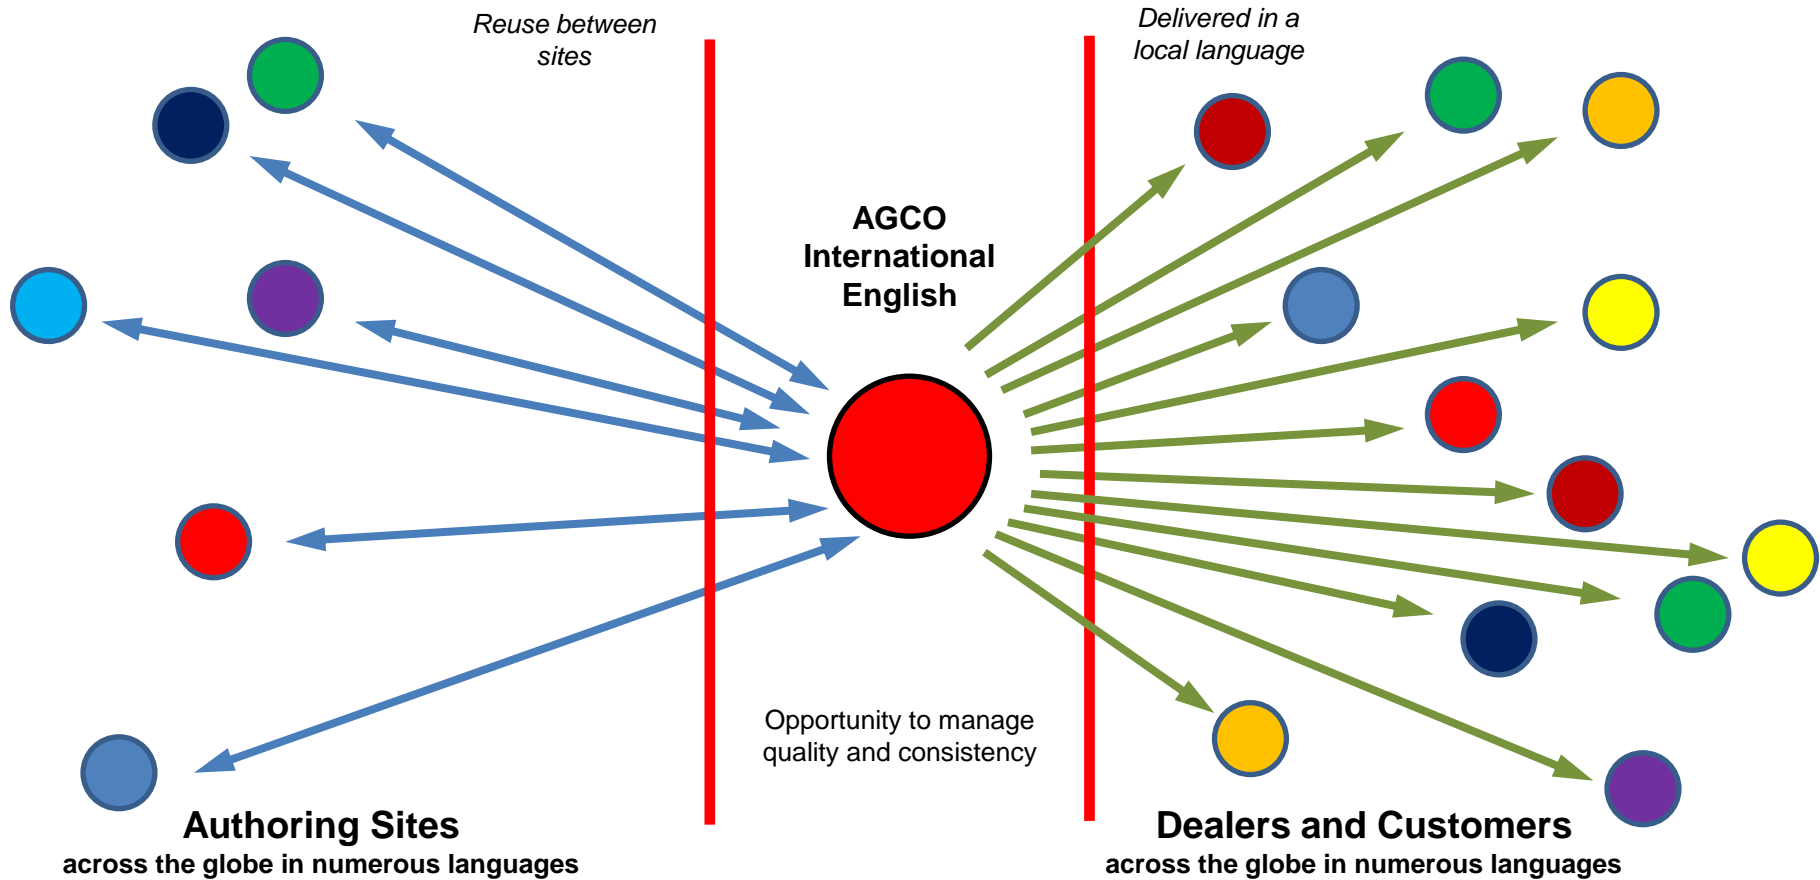 Reuse between
sites
Delivered in a
local language
AGCO
International
English
Opportunity to manage
quality and consistency
Authoring Sites
across the globe in numerous languages
Dealers and Customers
across the globe in numerous languages